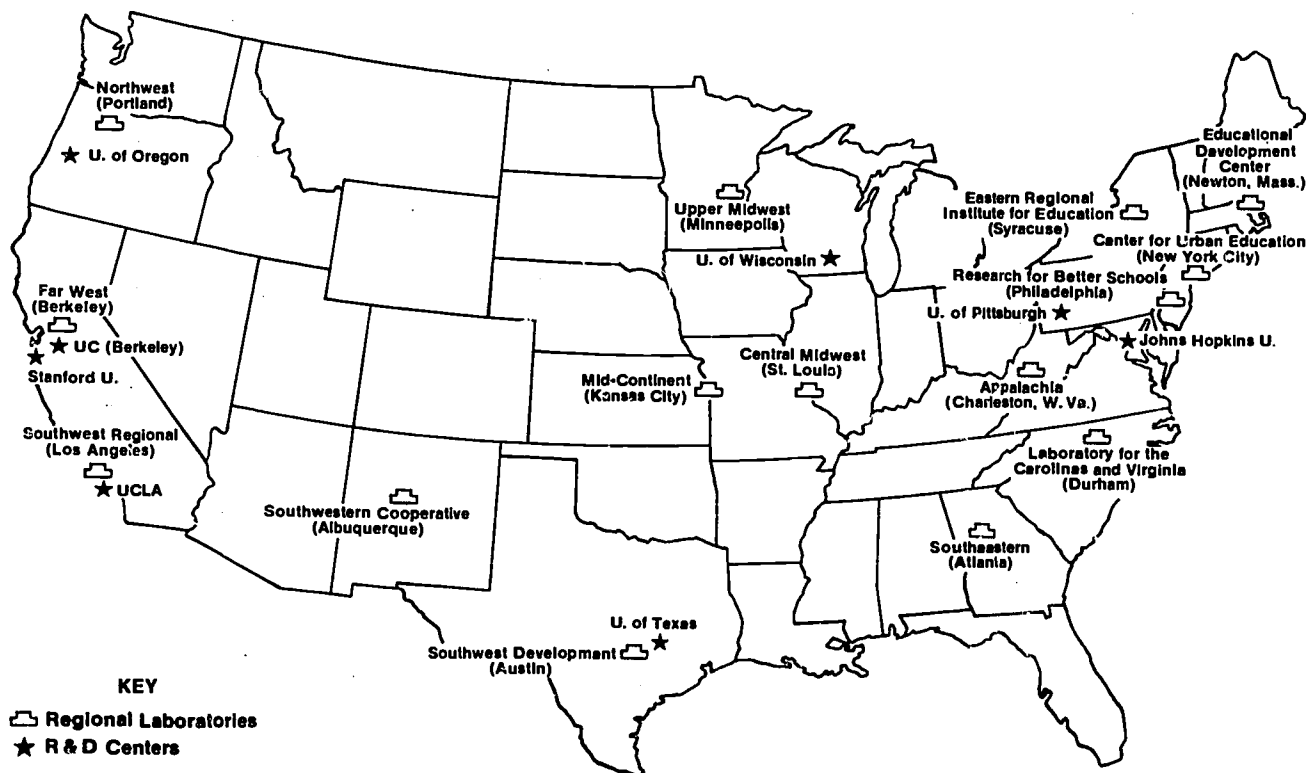 Northwest
(Portland)
U. of Oregon
Far West
(Berkeley)
UC (Berkeley)
Stanford U.
Southwest Regional
(Los Angeles)
UCLA
Southwestern Cooperative
(Albuquerque)
Upper Midwest
(Minneepolis)
U. of Wisconsin
Mid-Continent
(Kansas City)
Central Midwest
(St. Louis)
U. of Texas
Southwest Development
(Austin)
Educational
Development
Center
(Newton, Mass.)
Eastern Regional
Institute for Education
(Syracuse)
Center for Urban Education
(New York City)
Research for Better Schools
(Philadelphia)
U. of Pittsburgh
Johns Hopkins U.
Appalachia
(Charleston, W. Va.)
Laboratory for the
Carolinas and Virginia
(Durham)
Southaastern
(Atlania)
KEY
Regional Laboratories
R & D Centers